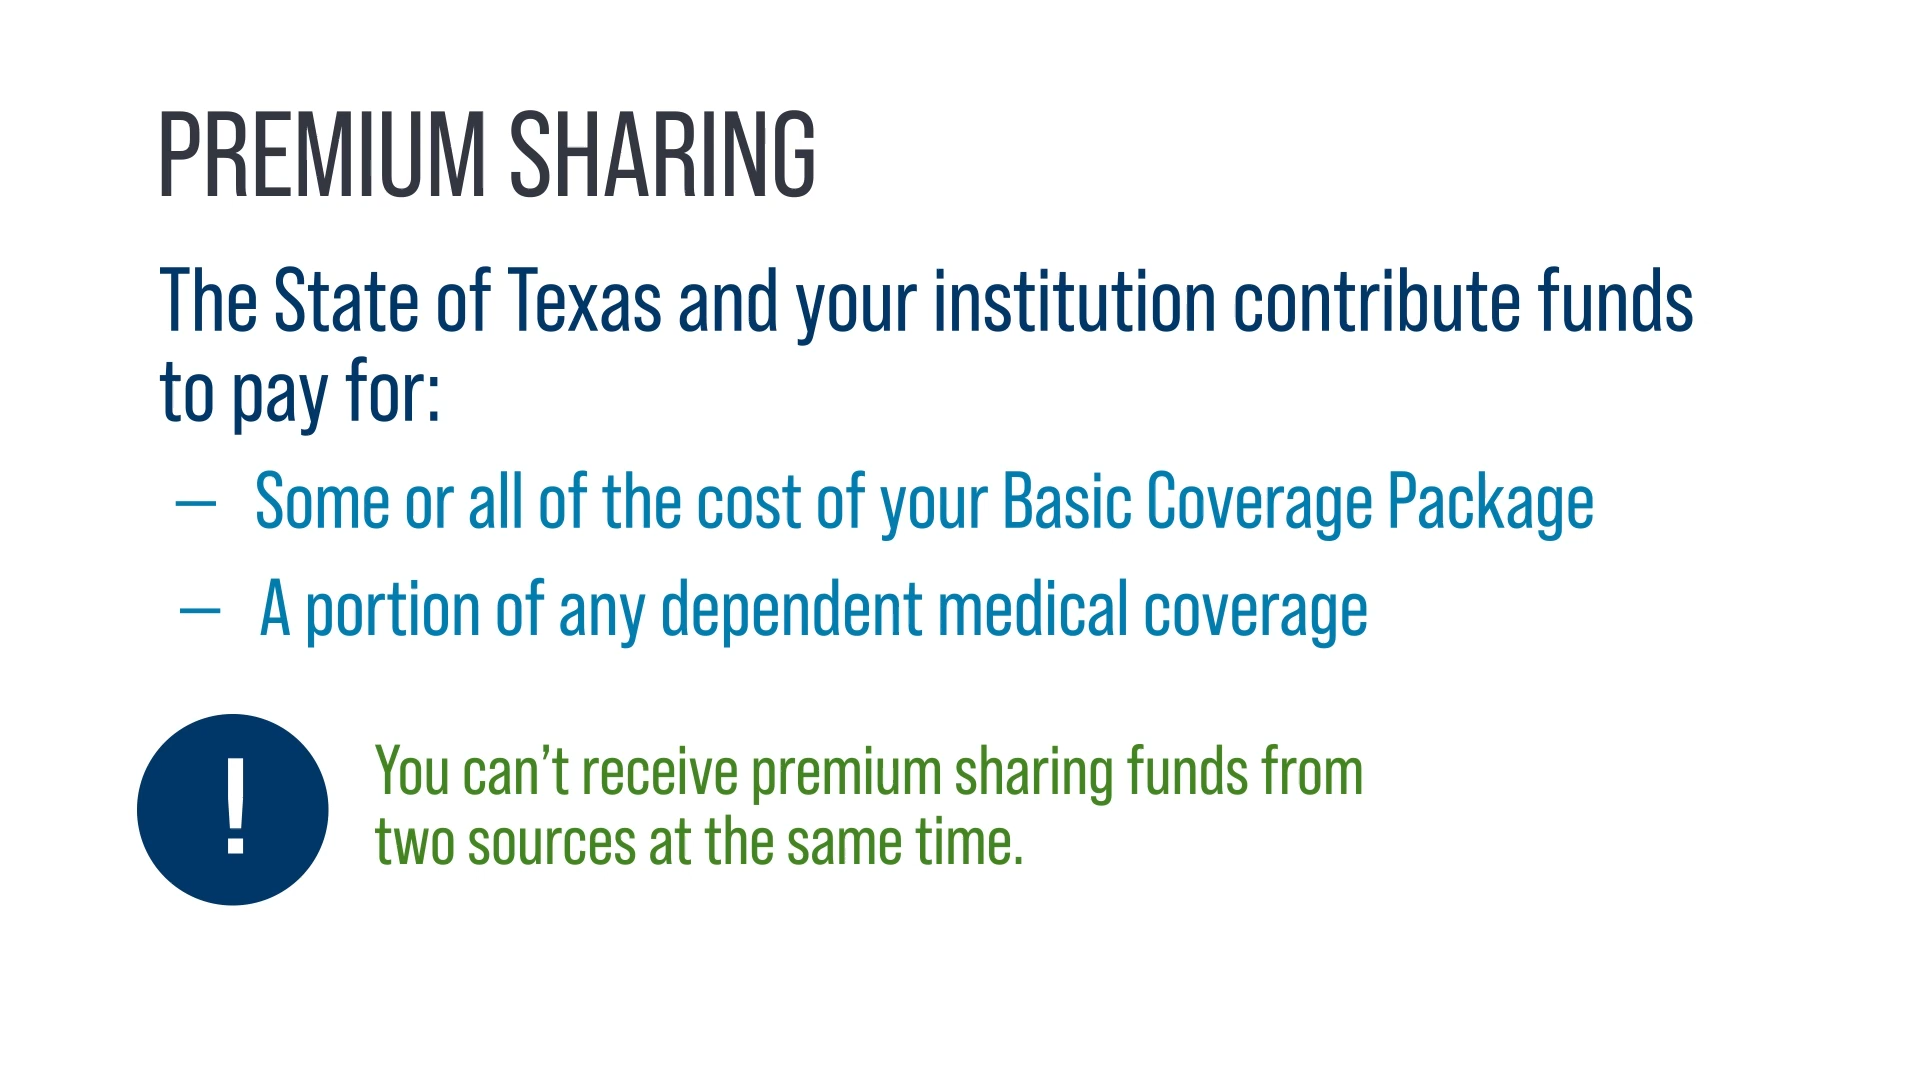 PREMIUM SHARING
The State of Texas and your institution contribute funds
to pay for:
– Some or all of the cost of your Basic Coverage Package
– A portion of any dependent medical coverage
!
You can’t receive premium sharing funds from
two sources at the same time.